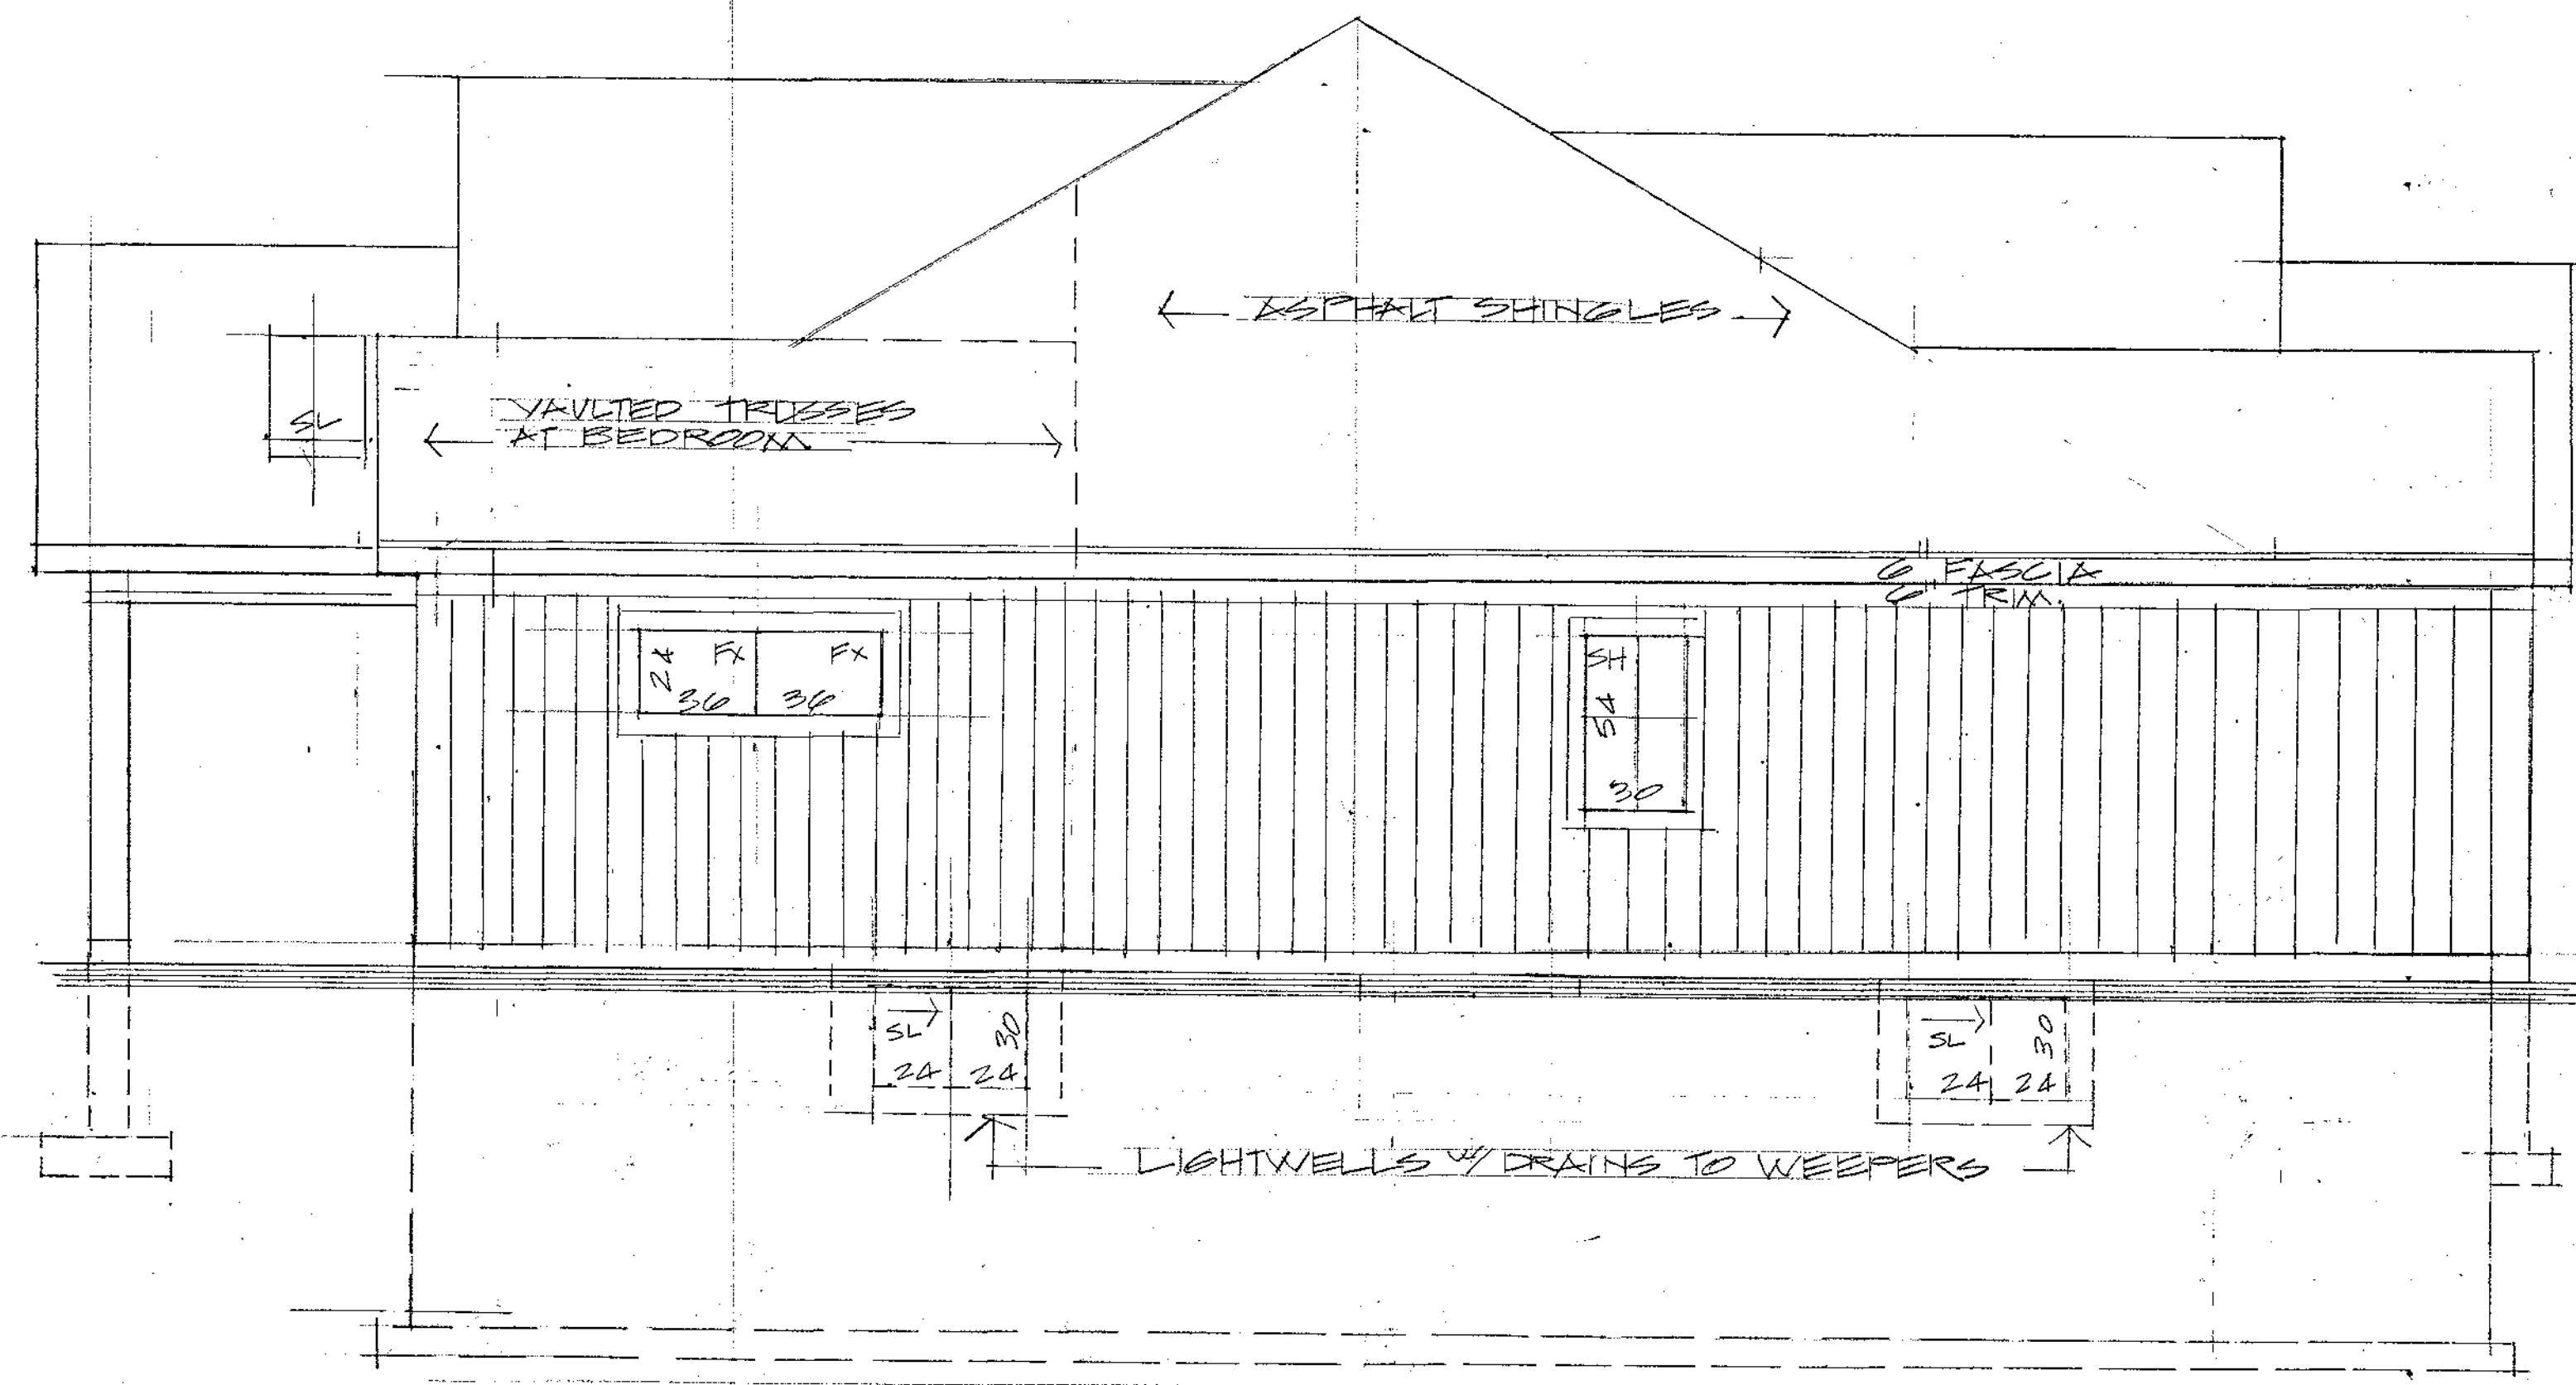 ASPHALT SHINGLES
SL
VAULTED TRUSSES
AT BEDROOM
6" FASCIA
6" TRIM.
24 FX FX
36 36
SH
54
30
SL 30
24 24
SL 30
24 24
LIGHTWELLS W/ DRAINS TO WEEPERS